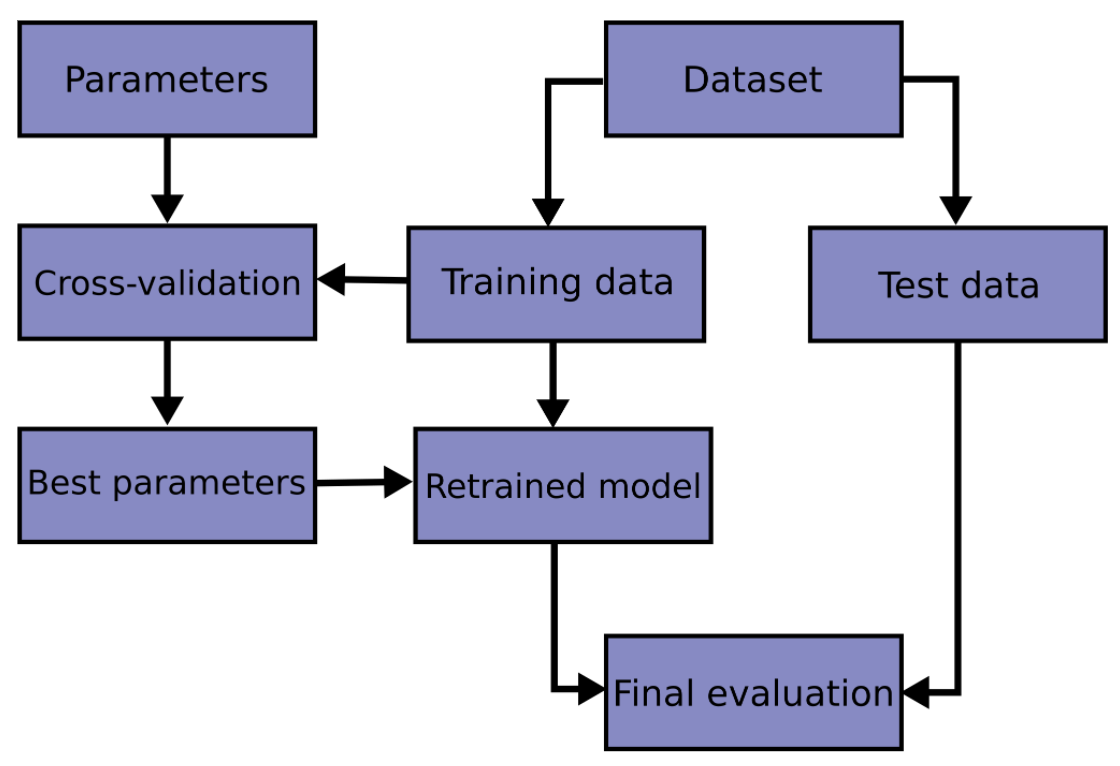 Parameters
Dataset
Cross-validation
Training data
Test data
Best parameters
Retrained model
Final evaluation